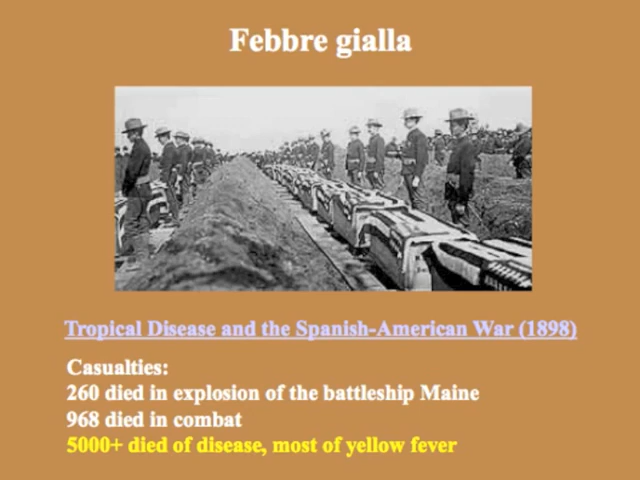 Febbre gialla
Tropical Disease and the Spanish-American War (1898)
Casualties:
260 died in explosion of the battleship Maine
968 died in combat
5000+ died of disease, most of yellow fever